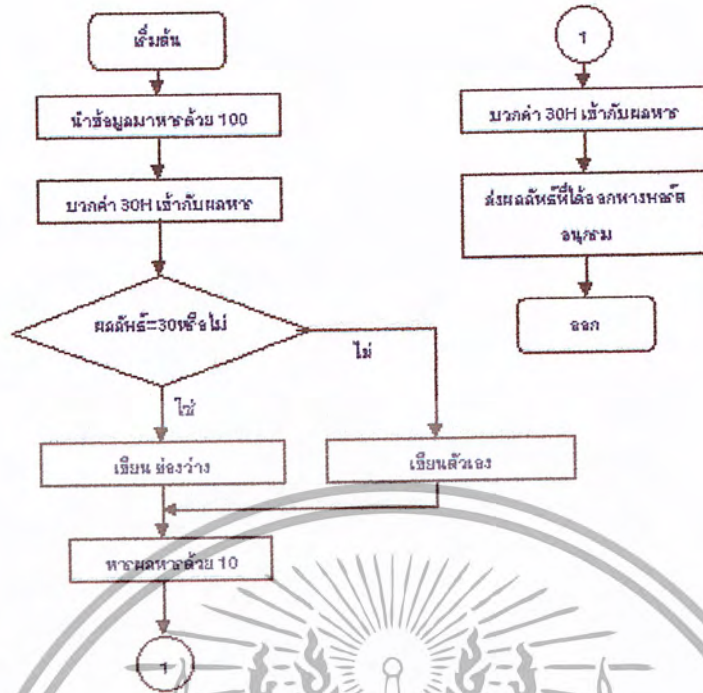 เริ่มต้น
นำข้อมูลมาหารด้วย 100
บวกค่า 30H เข้ากับผลหาร
ผลลัพธ์=30หรือไม่
ไม่
ใช่
เขียน ช่องว่าง
เขียนตัวเอง
หารผลหารด้วย 10
1
1
บวกค่า 30H เข้ากับผลหาร
ส่งผลลัพธ์ที่ได้ออกทางพอร์ต
อนุกรม
ออก